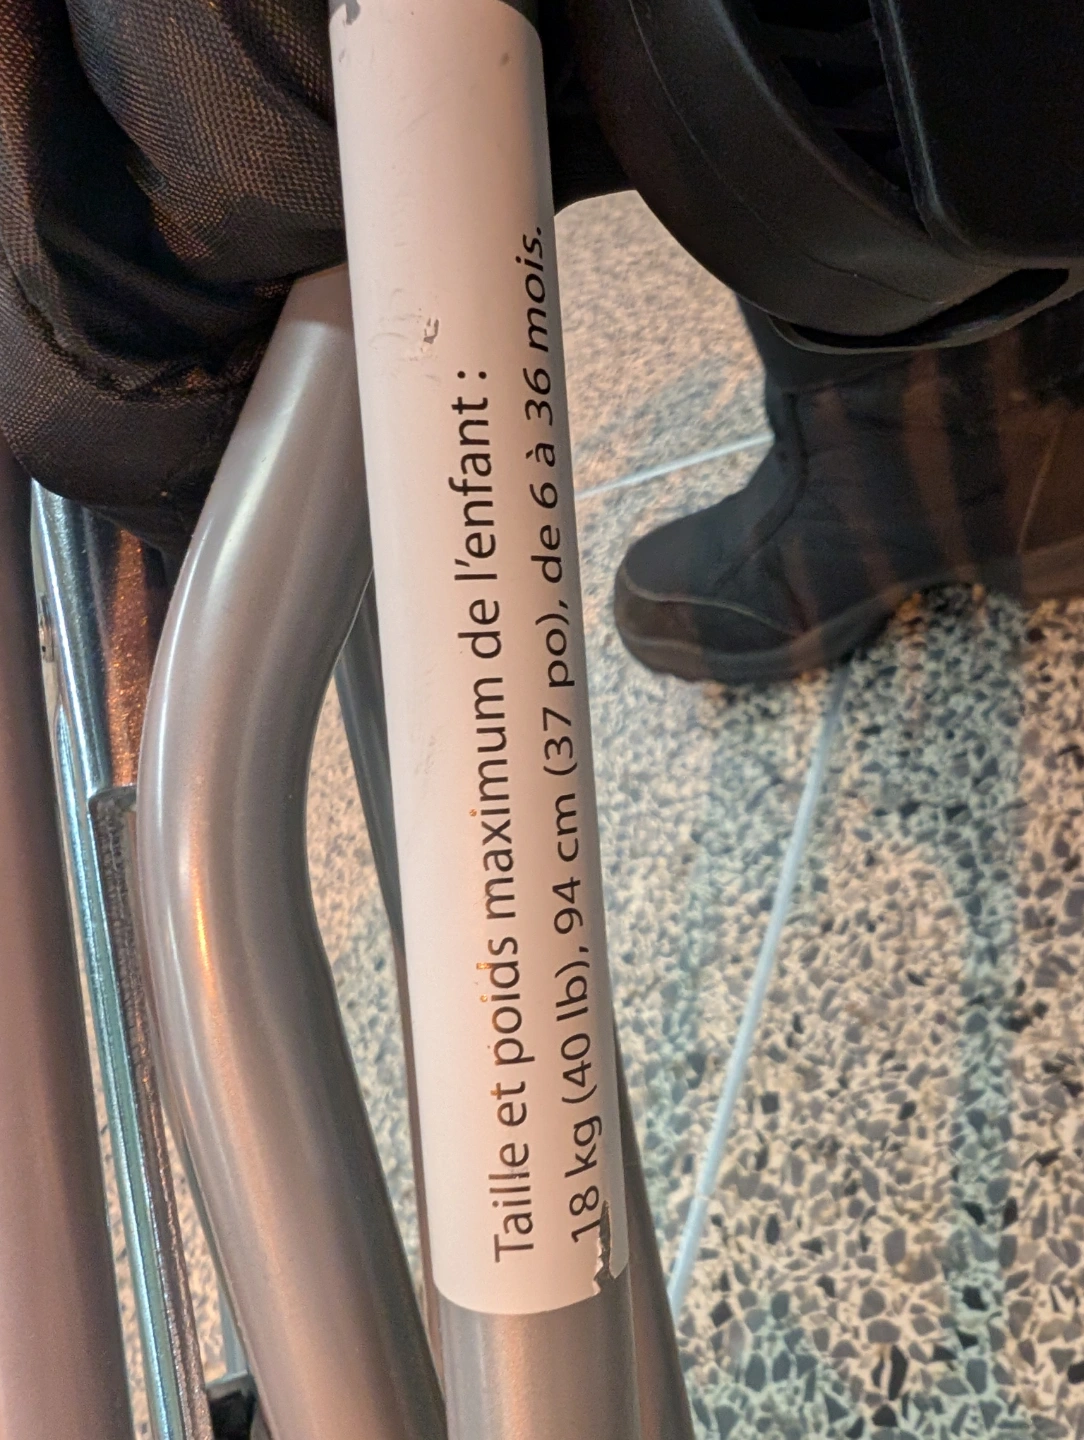 Taille et poids maximum de l'enfant :
18 kg (40 lb), 94 cm (37 po), de 6 à 36 mois.